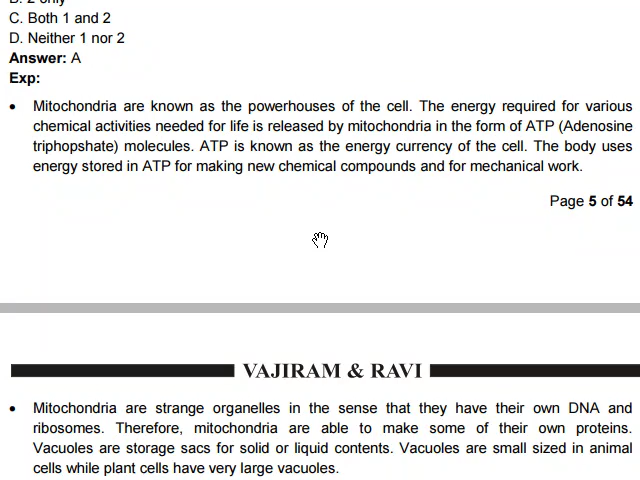 B. 2 only
C. Both 1 and 2
D. Neither 1 nor 2
Answer: A
Exp:
• Mitochondria are known as the powerhouses of the cell. The energy required for various
chemical activities needed for life is released by mitochondria in the form of ATP (Adenosine
triphopshate) molecules. ATP is known as the energy currency of the cell. The body uses
energy stored in ATP for making new chemical compounds and for mechanical work.
Page 5 of 54
VAJIRAM & RAVI
• Mitochondria are strange organelles in the sense that they have their own DNA and
ribosomes. Therefore, mitochondria are able to make some of their own proteins.
Vacuoles are storage sacs for solid or liquid contents. Vacuoles are small sized in animal
cells while plant cells have very large vacuoles.